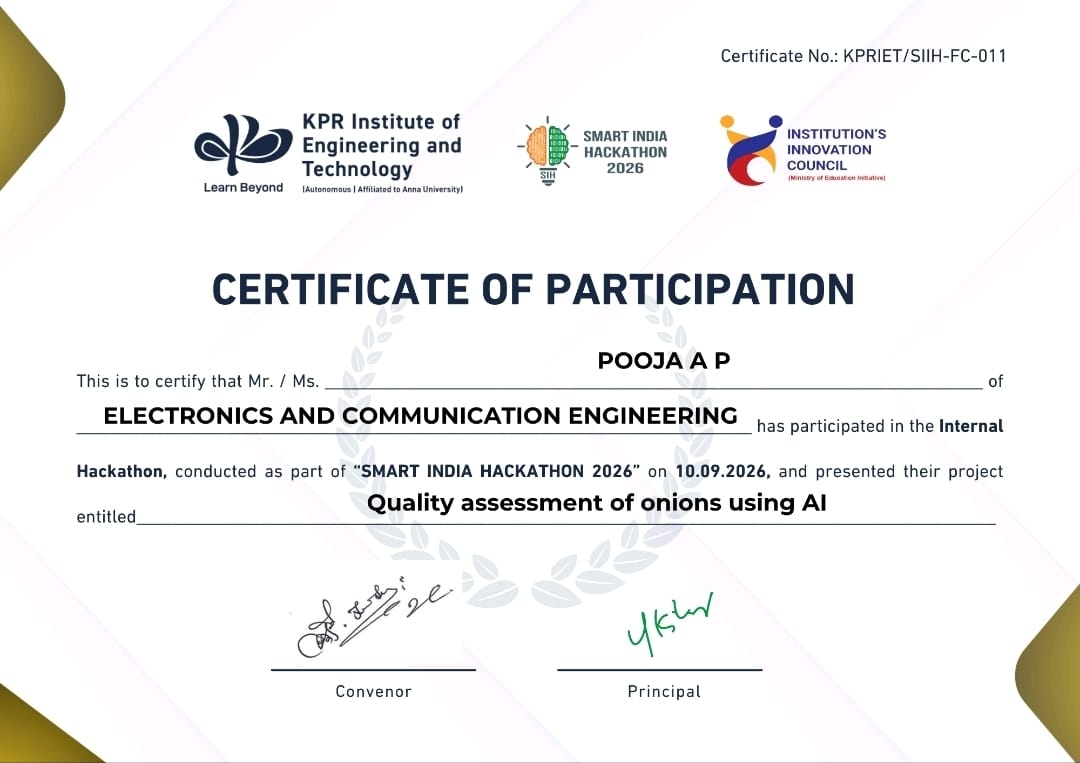 Certificate No.: KPRIET/SIIH-FC-011
KPR Institute of
Engineering and
Technology
Learn Beyond
(Autonomous | Affiliated to Anna University)
SMART INDIA
HACKATHON
2026
SIH
INSTITUTION'S
INNOVATION
COUNCIL
(Ministry of Education Initiative)
CERTIFICATE OF PARTICIPATION
POOJA A P
This is to certify that Mr. / Ms. of
ELECTRONICS AND COMMUNICATION ENGINEERING has participated in the Internal
Hackathon, conducted as part of “SMART INDIA HACKATHON 2026” on 10.09.2026, and presented their project
entitled Quality assessment of onions using AI
Convenor
Principal